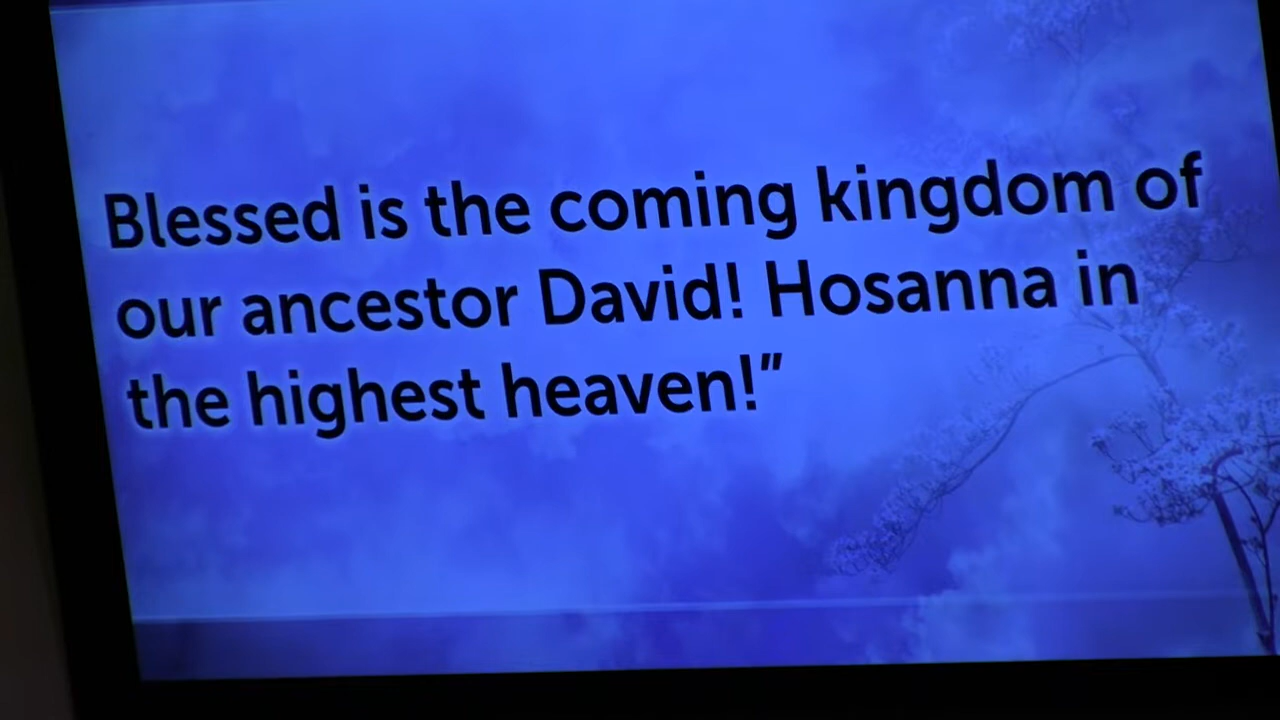 Blessed is the coming kingdom of
our ancestor David! Hosanna in
the highest heaven!”